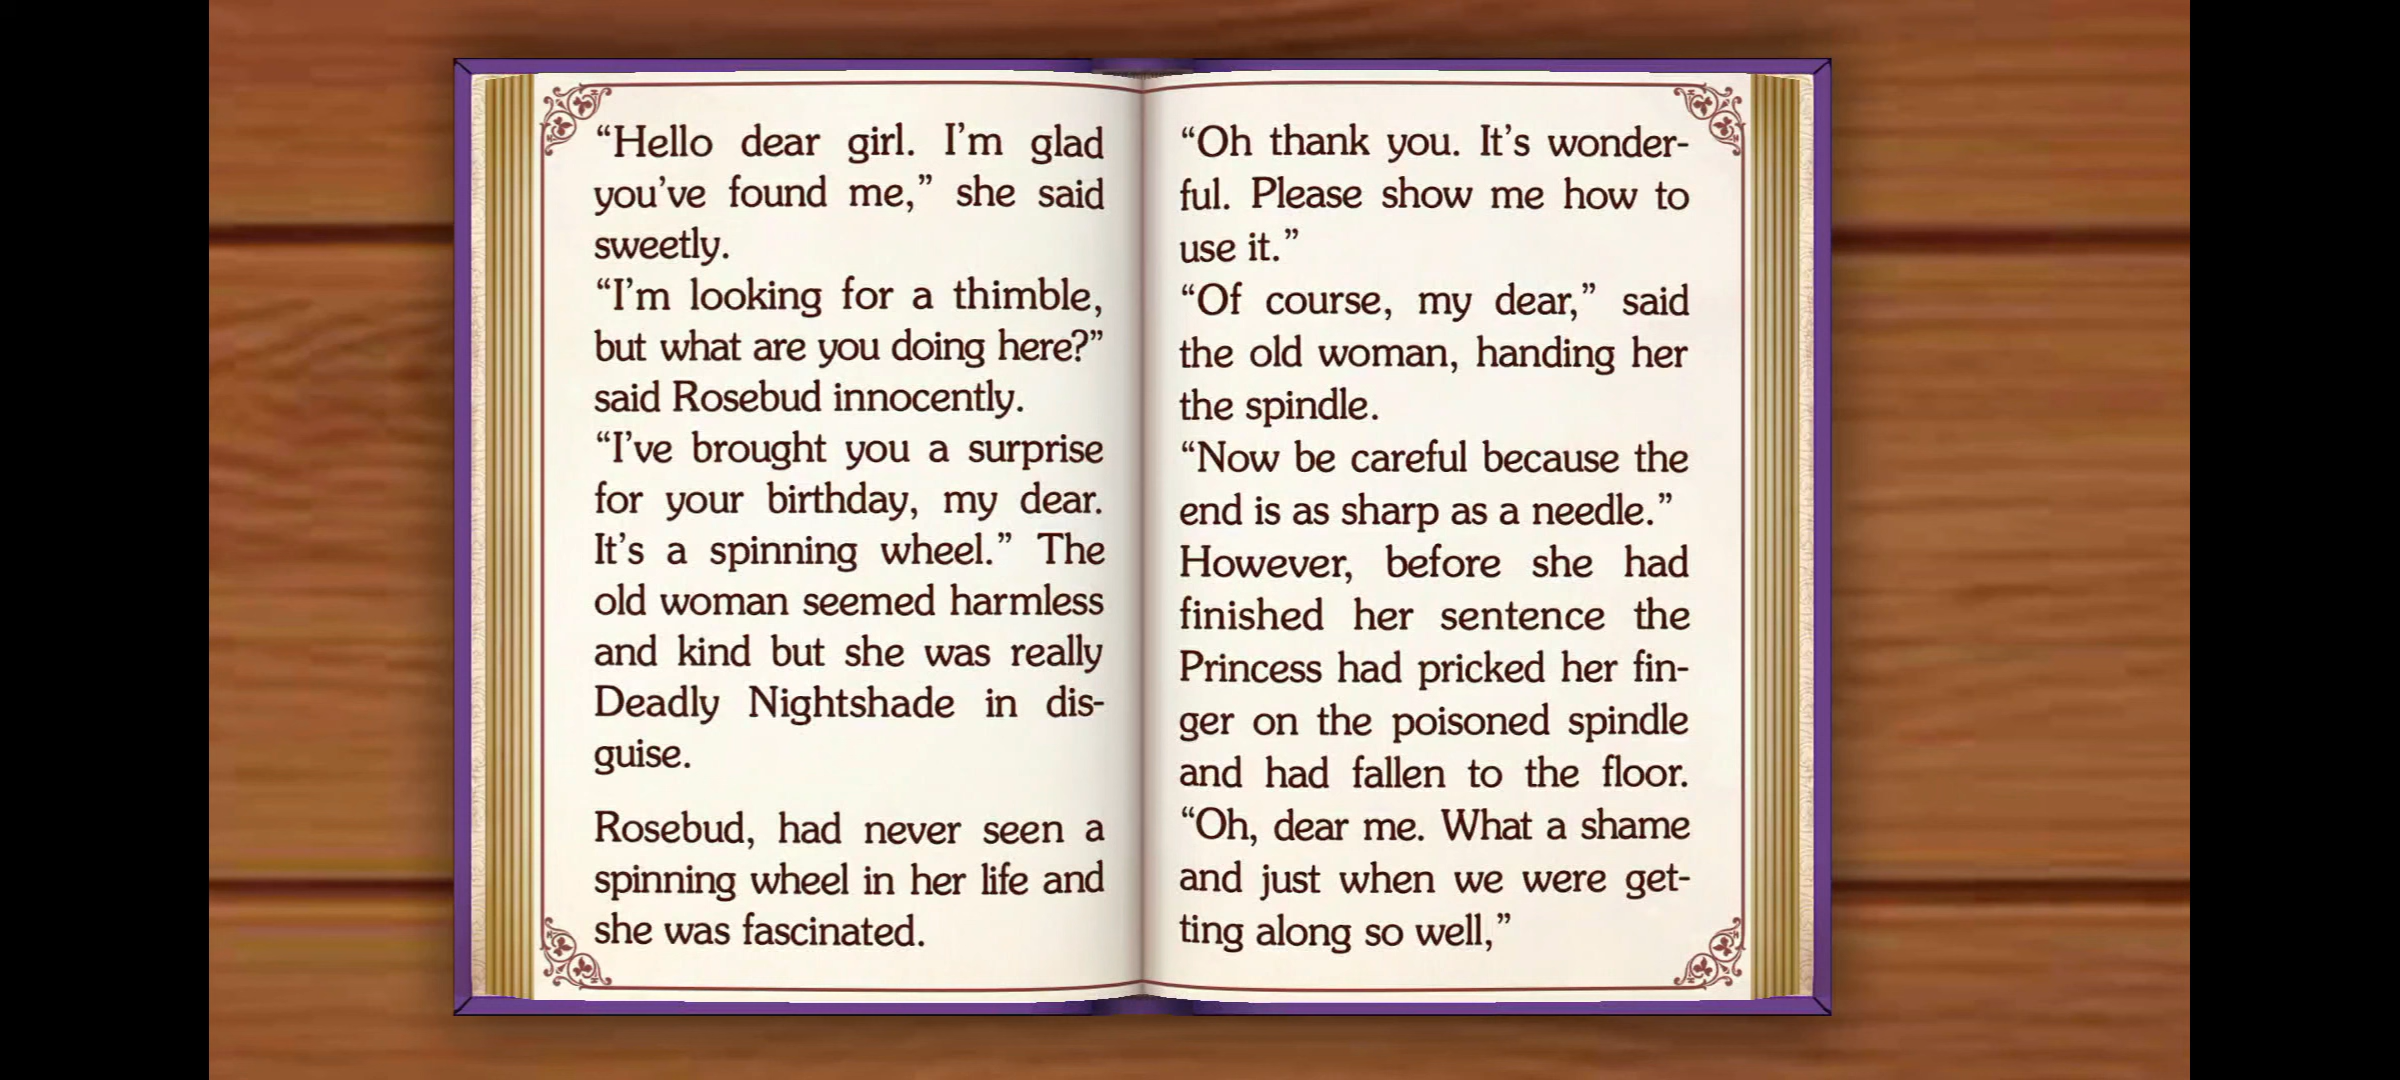 “Hello dear girl. I’m glad
you’ve found me,” she said
sweetly.
“I’m looking for a thimble,
but what are you doing here?”
said Rosebud innocently.
“I’ve brought you a surprise
for your birthday, my dear.
It’s a spinning wheel.” The
old woman seemed harmless
and kind but she was really
Deadly Nightshade in dis-
guise.
Rosebud, had never seen a
spinning wheel in her life and
she was fascinated.
“Oh thank you. It’s wonder-
ful. Please show me how to
use it.”
“Of course, my dear,” said
the old woman, handing her
the spindle.
“Now be careful because the
end is as sharp as a needle.”
However, before she had
finished her sentence the
Princess had pricked her fin-
ger on the poisoned spindle
and had fallen to the floor.
“Oh, dear me. What a shame
and just when we were get-
ting along so well,”